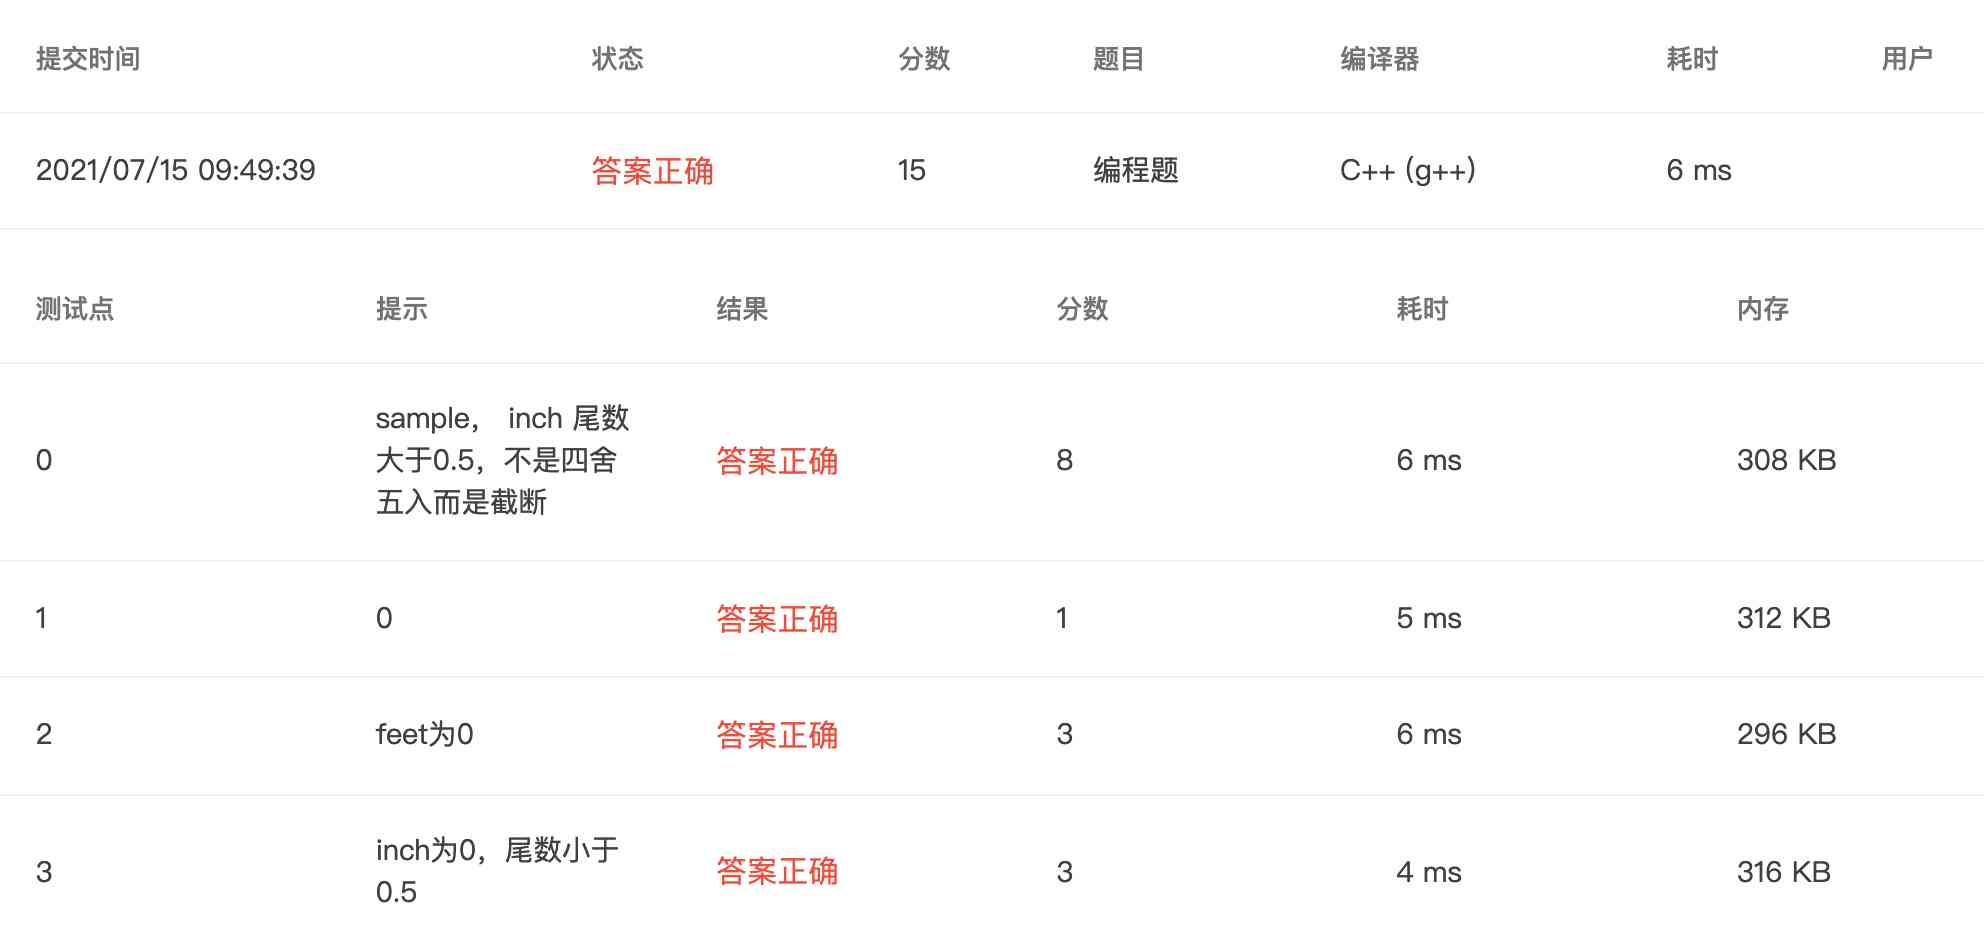 提交时间 状态 分数 题目 编译器 耗时 用户
2021/07/15 09:49:39 答案正确 15 编程题 C++ (g++) 6 ms
测试点 提示 结果 分数 耗时 内存
0 sample， inch 尾数大于0.5，不是四舍五入而是截断 答案正确 8 6 ms 308 KB
1 0 答案正确 1 5 ms 312 KB
2 feet为0 答案正确 3 6 ms 296 KB
3 inch为0，尾数小于0.5 答案正确 3 4 ms 316 KB